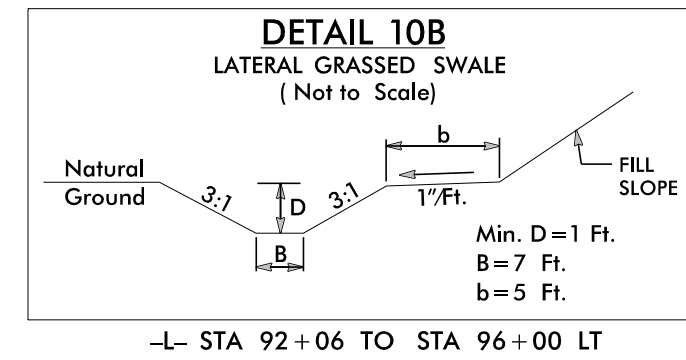 DETAIL 10B
LATERAL GRASSED SWALE
( Not to Scale)
b
Natural
Ground
3:1
D
3:1
1"/Ft.
FILL
SLOPE
B
Min. D=1 Ft.
B=7 Ft.
b=5 Ft.
-L- STA 92+06 TO STA 96+00 LT